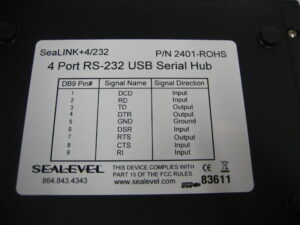 SeaLINK+4/232 P/N 2401-ROHS
4 Port RS-232 USB Serial Hub
DB9 Pin# Signal Name Signal Direction
1 DCD Input
2 RD Input
3 TD Output
4 DTR Output
5 GND Ground
6 DSR Input
7 RTS Output
8 CTS Input
9 RI Input
SEALEVEL THIS DEVICE COMPLIES WITH
PART 15 OF THE FCC RULES
864.843.4343 www.sealevel.com USB 83611